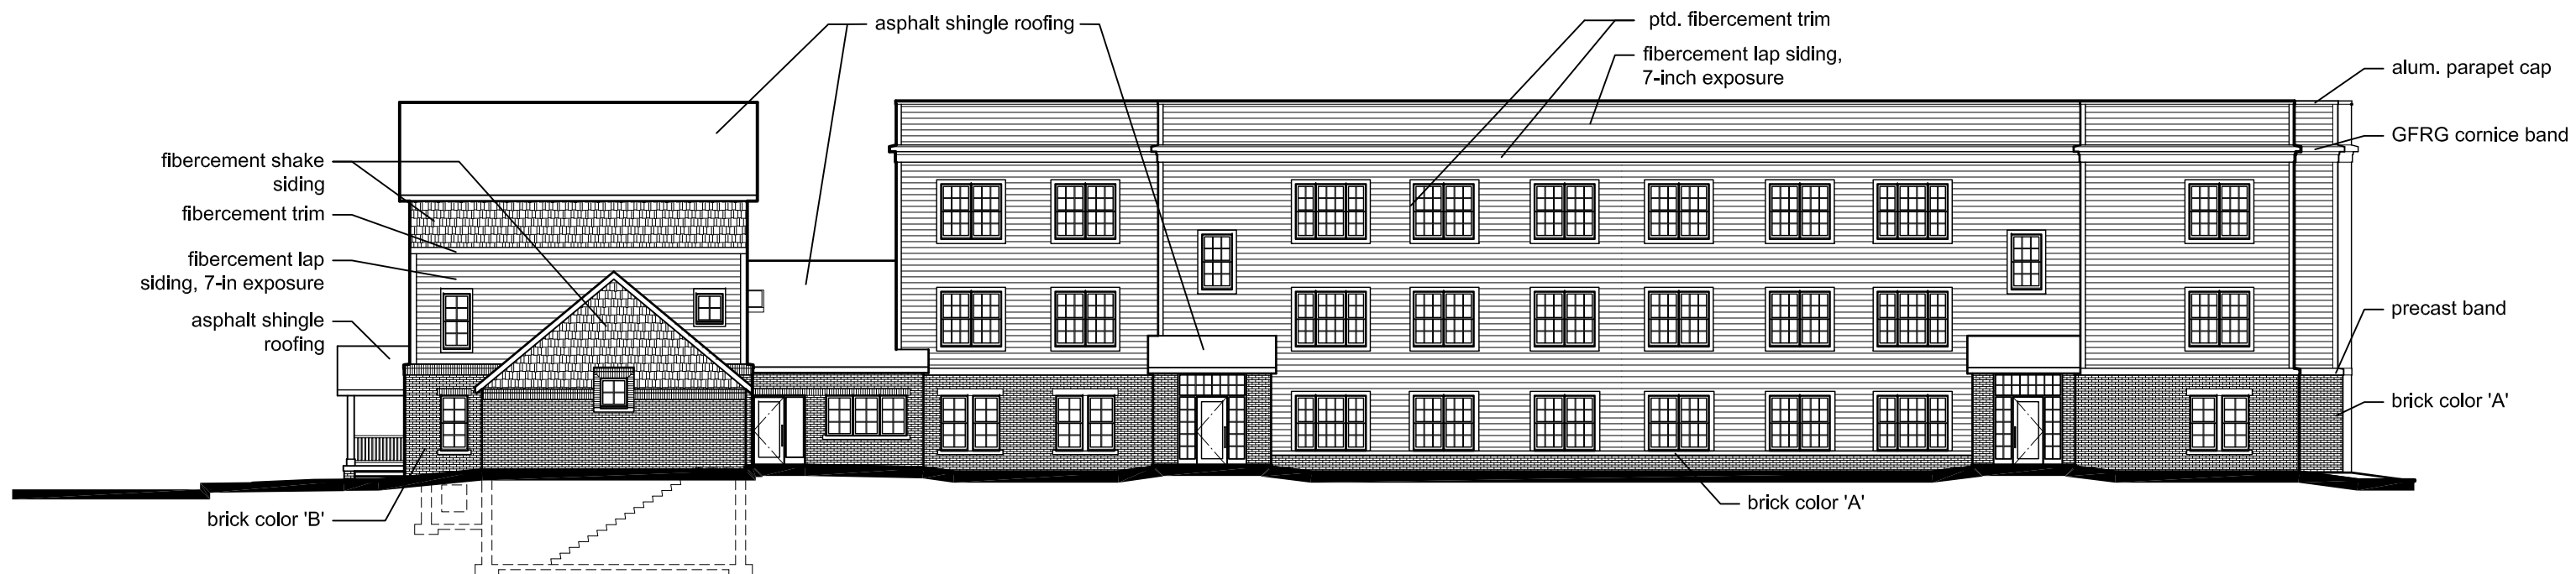 asphalt shingle roofing
ptd. fibercement trim
fibercement lap siding,
7-inch exposure
alum. parapet cap
GFRG cornice band
fibercement shake
siding
fibercement trim
fibercement lap
siding, 7-in exposure
asphalt shingle
roofing
precast band
brick color 'A'
brick color 'B'
brick color 'A'